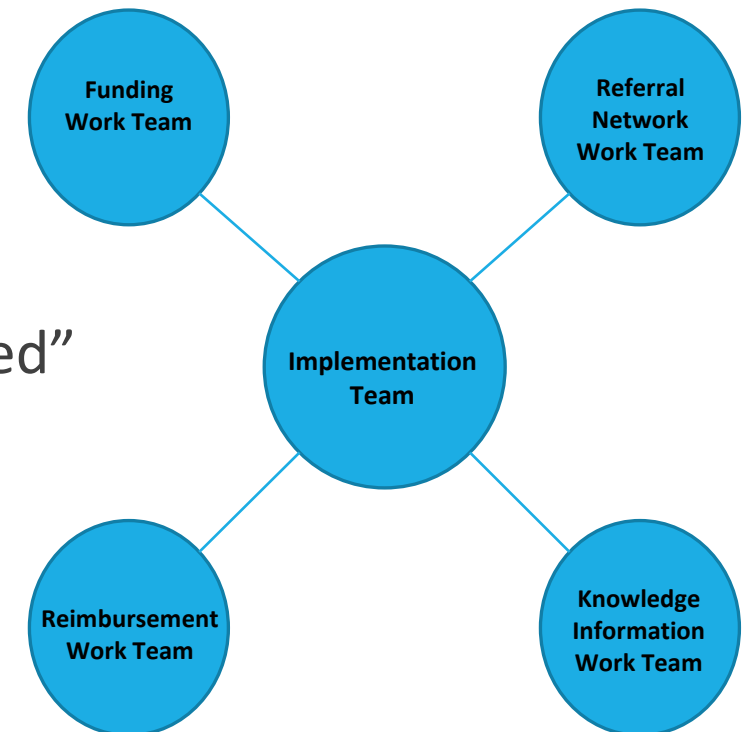 Funding
Work Team
Referral
Network
Work Team
ed”
Implementation
Team
Reimbursement
Work Team
Knowledge
Information
Work Team